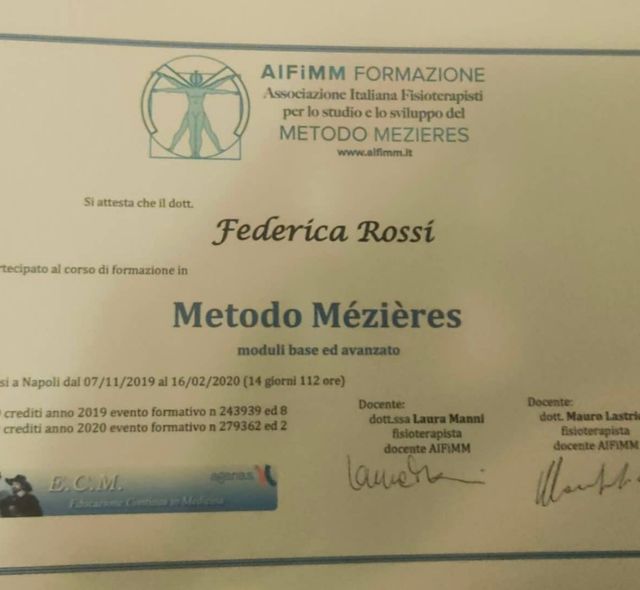 AIFiMM FORMAZIONE
Associazione Italiana Fisioterapisti
per lo studio e lo sviluppo del
METODO MEZIERES
www.aifimm.it
Si attesta che il dott.
Federica Rossi
rtecipato al corso di formazione in
Metodo Mézières
moduli base ed avanzato
si a Napoli dal 07/11/2019 al 16/02/2020 (14 giorni 112 ore)
crediti anno 2019 evento formativo n 243939 ed 8
crediti anno 2020 evento formativo n 279362 ed 2
Docente:
dott.ssa Laura Manni
fisioterapista
docente AIFiMM
Docente:
dott. Mauro Lastric
fisioterapista
docente AIFiMM
E.C.M.
Educazione Continua in Medicina
agenas